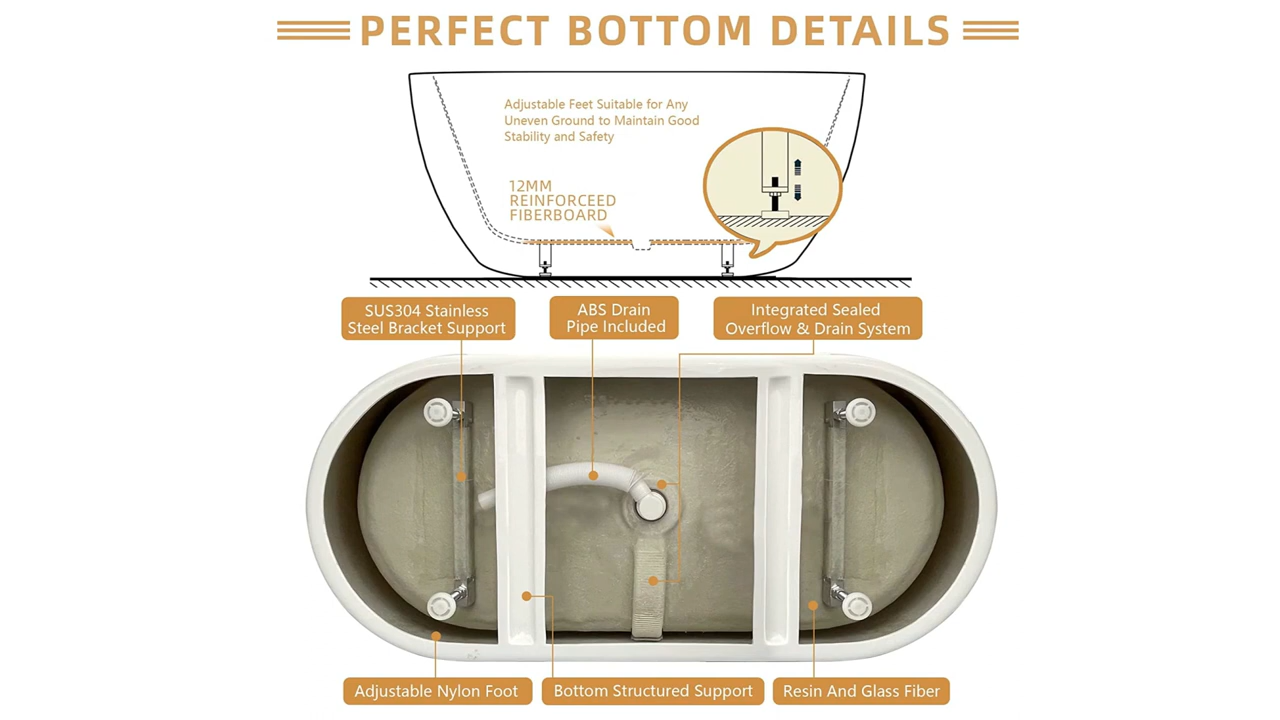 PERFECT BOTTOM DETAILS
Adjustable Feet Suitable for Any
Uneven Ground to Maintain Good
Stability and Safety
12MM
REINFORCEED
FIBERBOARD
SUS304 Stainless
Steel Bracket Support
ABS Drain
Pipe Included
Integrated Sealed
Overflow & Drain System
Adjustable Nylon Foot
Bottom Structured Support
Resin And Glass Fiber